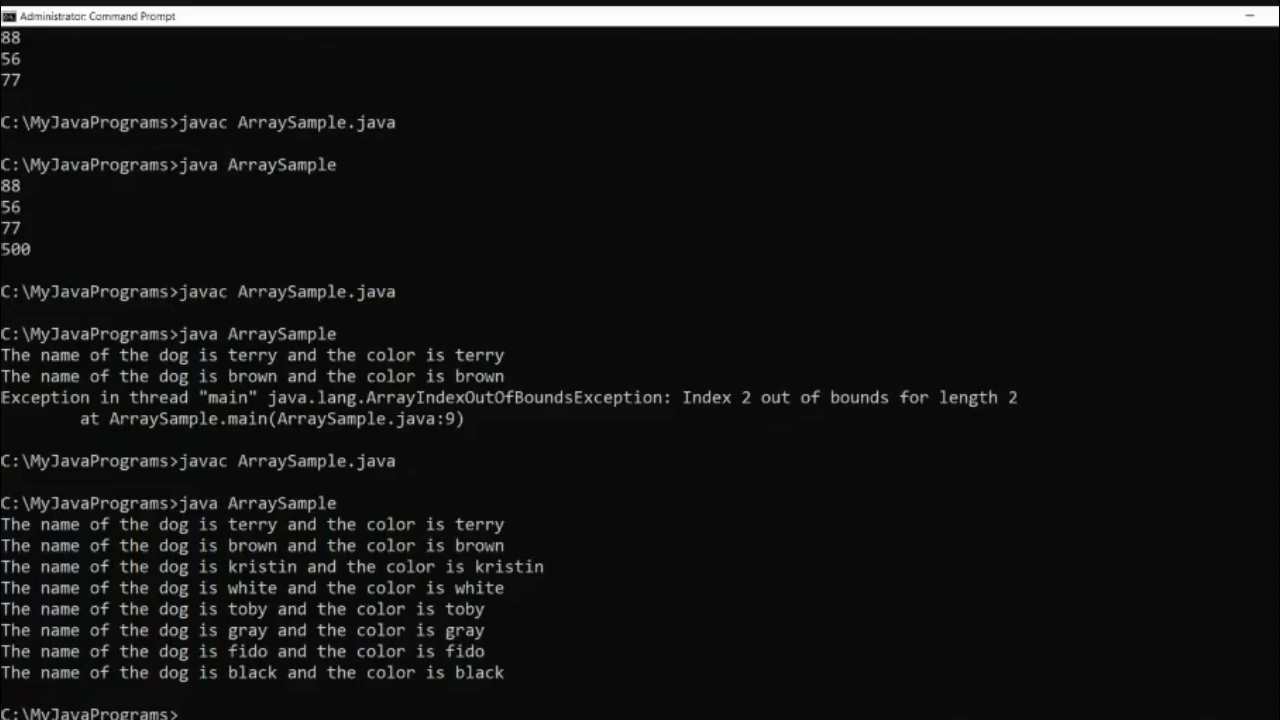 Administrator: Command Prompt
88
56
77
C:\MyJavaPrograms>javac ArraySample.java
C:\MyJavaPrograms>java ArraySample
88
56
77
500
C:\MyJavaPrograms>javac ArraySample.java
C:\MyJavaPrograms>java ArraySample
The name of the dog is terry and the color is terry
The name of the dog is brown and the color is brown
Exception in thread "main" java.lang.ArrayIndexOutOfBoundsException: Index 2 out of bounds for length 2
at ArraySample.main(ArraySample.java:9)
C:\MyJavaPrograms>javac ArraySample.java
C:\MyJavaPrograms>java ArraySample
The name of the dog is terry and the color is terry
The name of the dog is brown and the color is brown
The name of the dog is kristin and the color is kristin
The name of the dog is white and the color is white
The name of the dog is toby and the color is toby
The name of the dog is gray and the color is gray
The name of the dog is fido and the color is fido
The name of the dog is black and the color is black
C:\MyJavaPrograms>